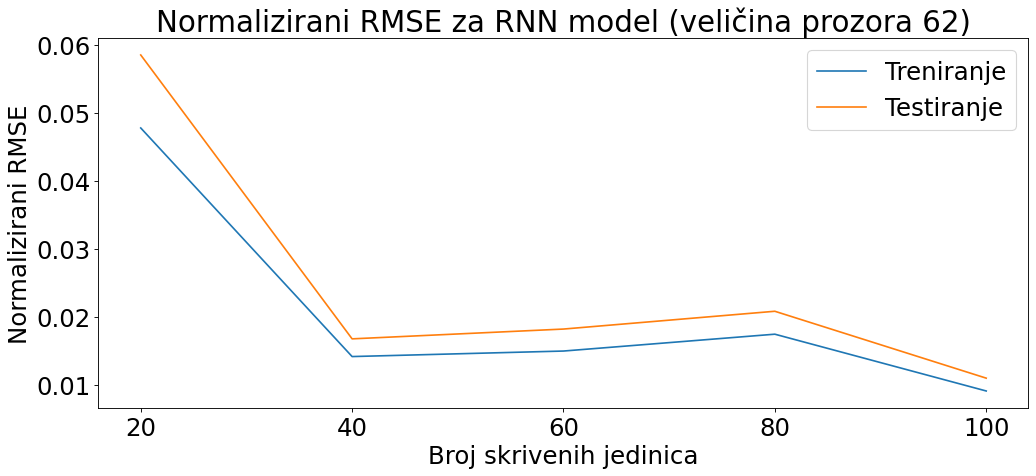 Normalizirani RMSE za RNN model (veličina prozora 62)
Treniranje
Testiranje
Normalizirani RMSE
0.06
0.05
0.04
0.03
0.02
0.01
20 40 60 80 100
Broj skrivenih jedinica